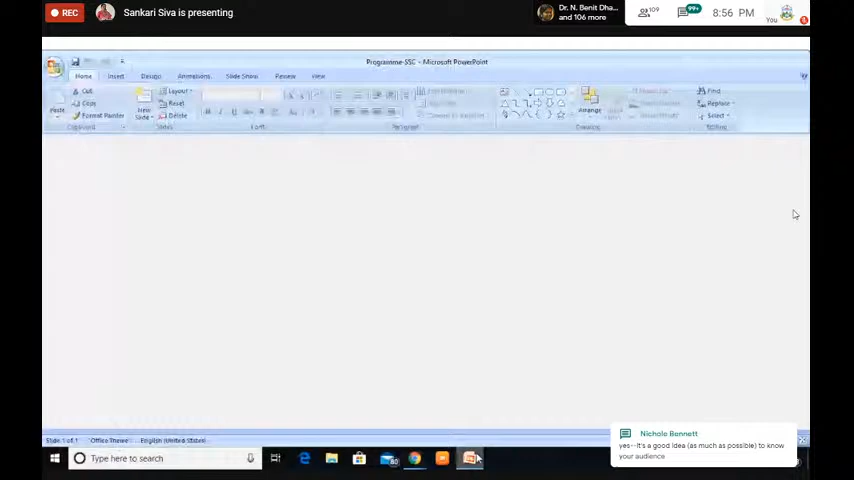 REC
Sankari Siva is presenting
Dr. N. Benit Dha...
and 106 more
109
99+
8:56 PM
You
Programme-SSC - Microsoft PowerPoint
Home Insert Design Animations Slide Show Review View
Cut
Copy
Format Painter
Paste
Clipboard
New
Slide
Layout
Reset
Delete
Slides
Font
Paragraph
Arrange
Drawing
Find
Replace
Select
Editing
Slide 1 of 1
Office Theme
English (United States)
Nichole Bennett
yes--it's a good idea (as much as possible) to know
your audience
Type here to search
80